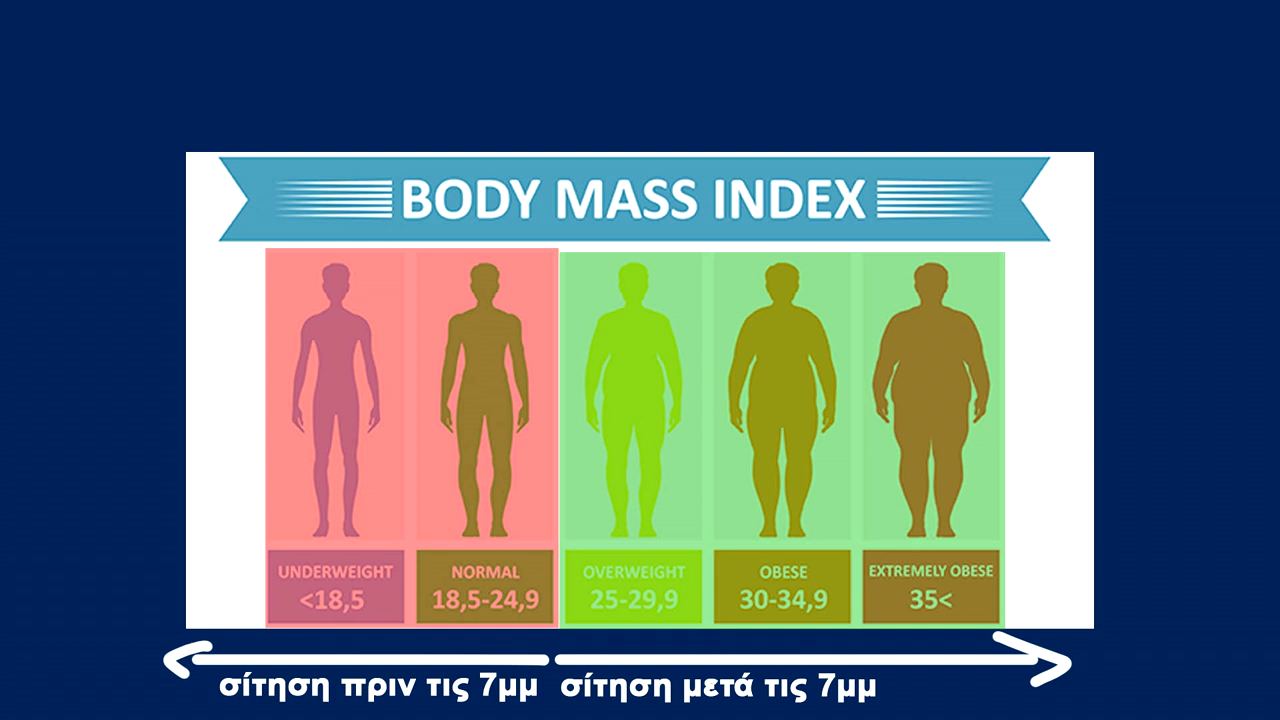 BODY MASS INDEX
UNDERWEIGHT
<18,5
NORMAL
18,5-24,9
OVERWEIGHT
25-29,9
OBESE
30-34,9
EXTREMELY OBESE
35<
σίτηση πριν τις 7μμ
σίτηση μετά τις 7μμ